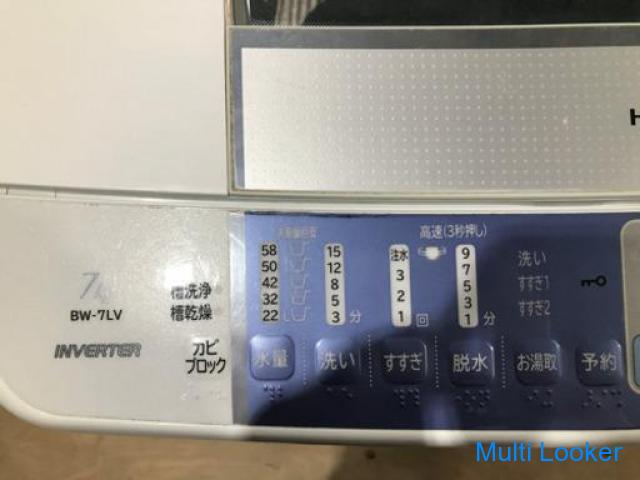 H
高速(3秒押し)
58 15 注水 9
50 12 3 7
42 8 2 5
32 5 1 3
22L 3分 回 1分
洗い
すすぎ1
すすぎ2
7
BW-7LV
槽洗浄
槽乾燥
INVERTER
カビ
ブロック
水量 洗い すすぎ 脱水 お湯取 予約
Multi Looker